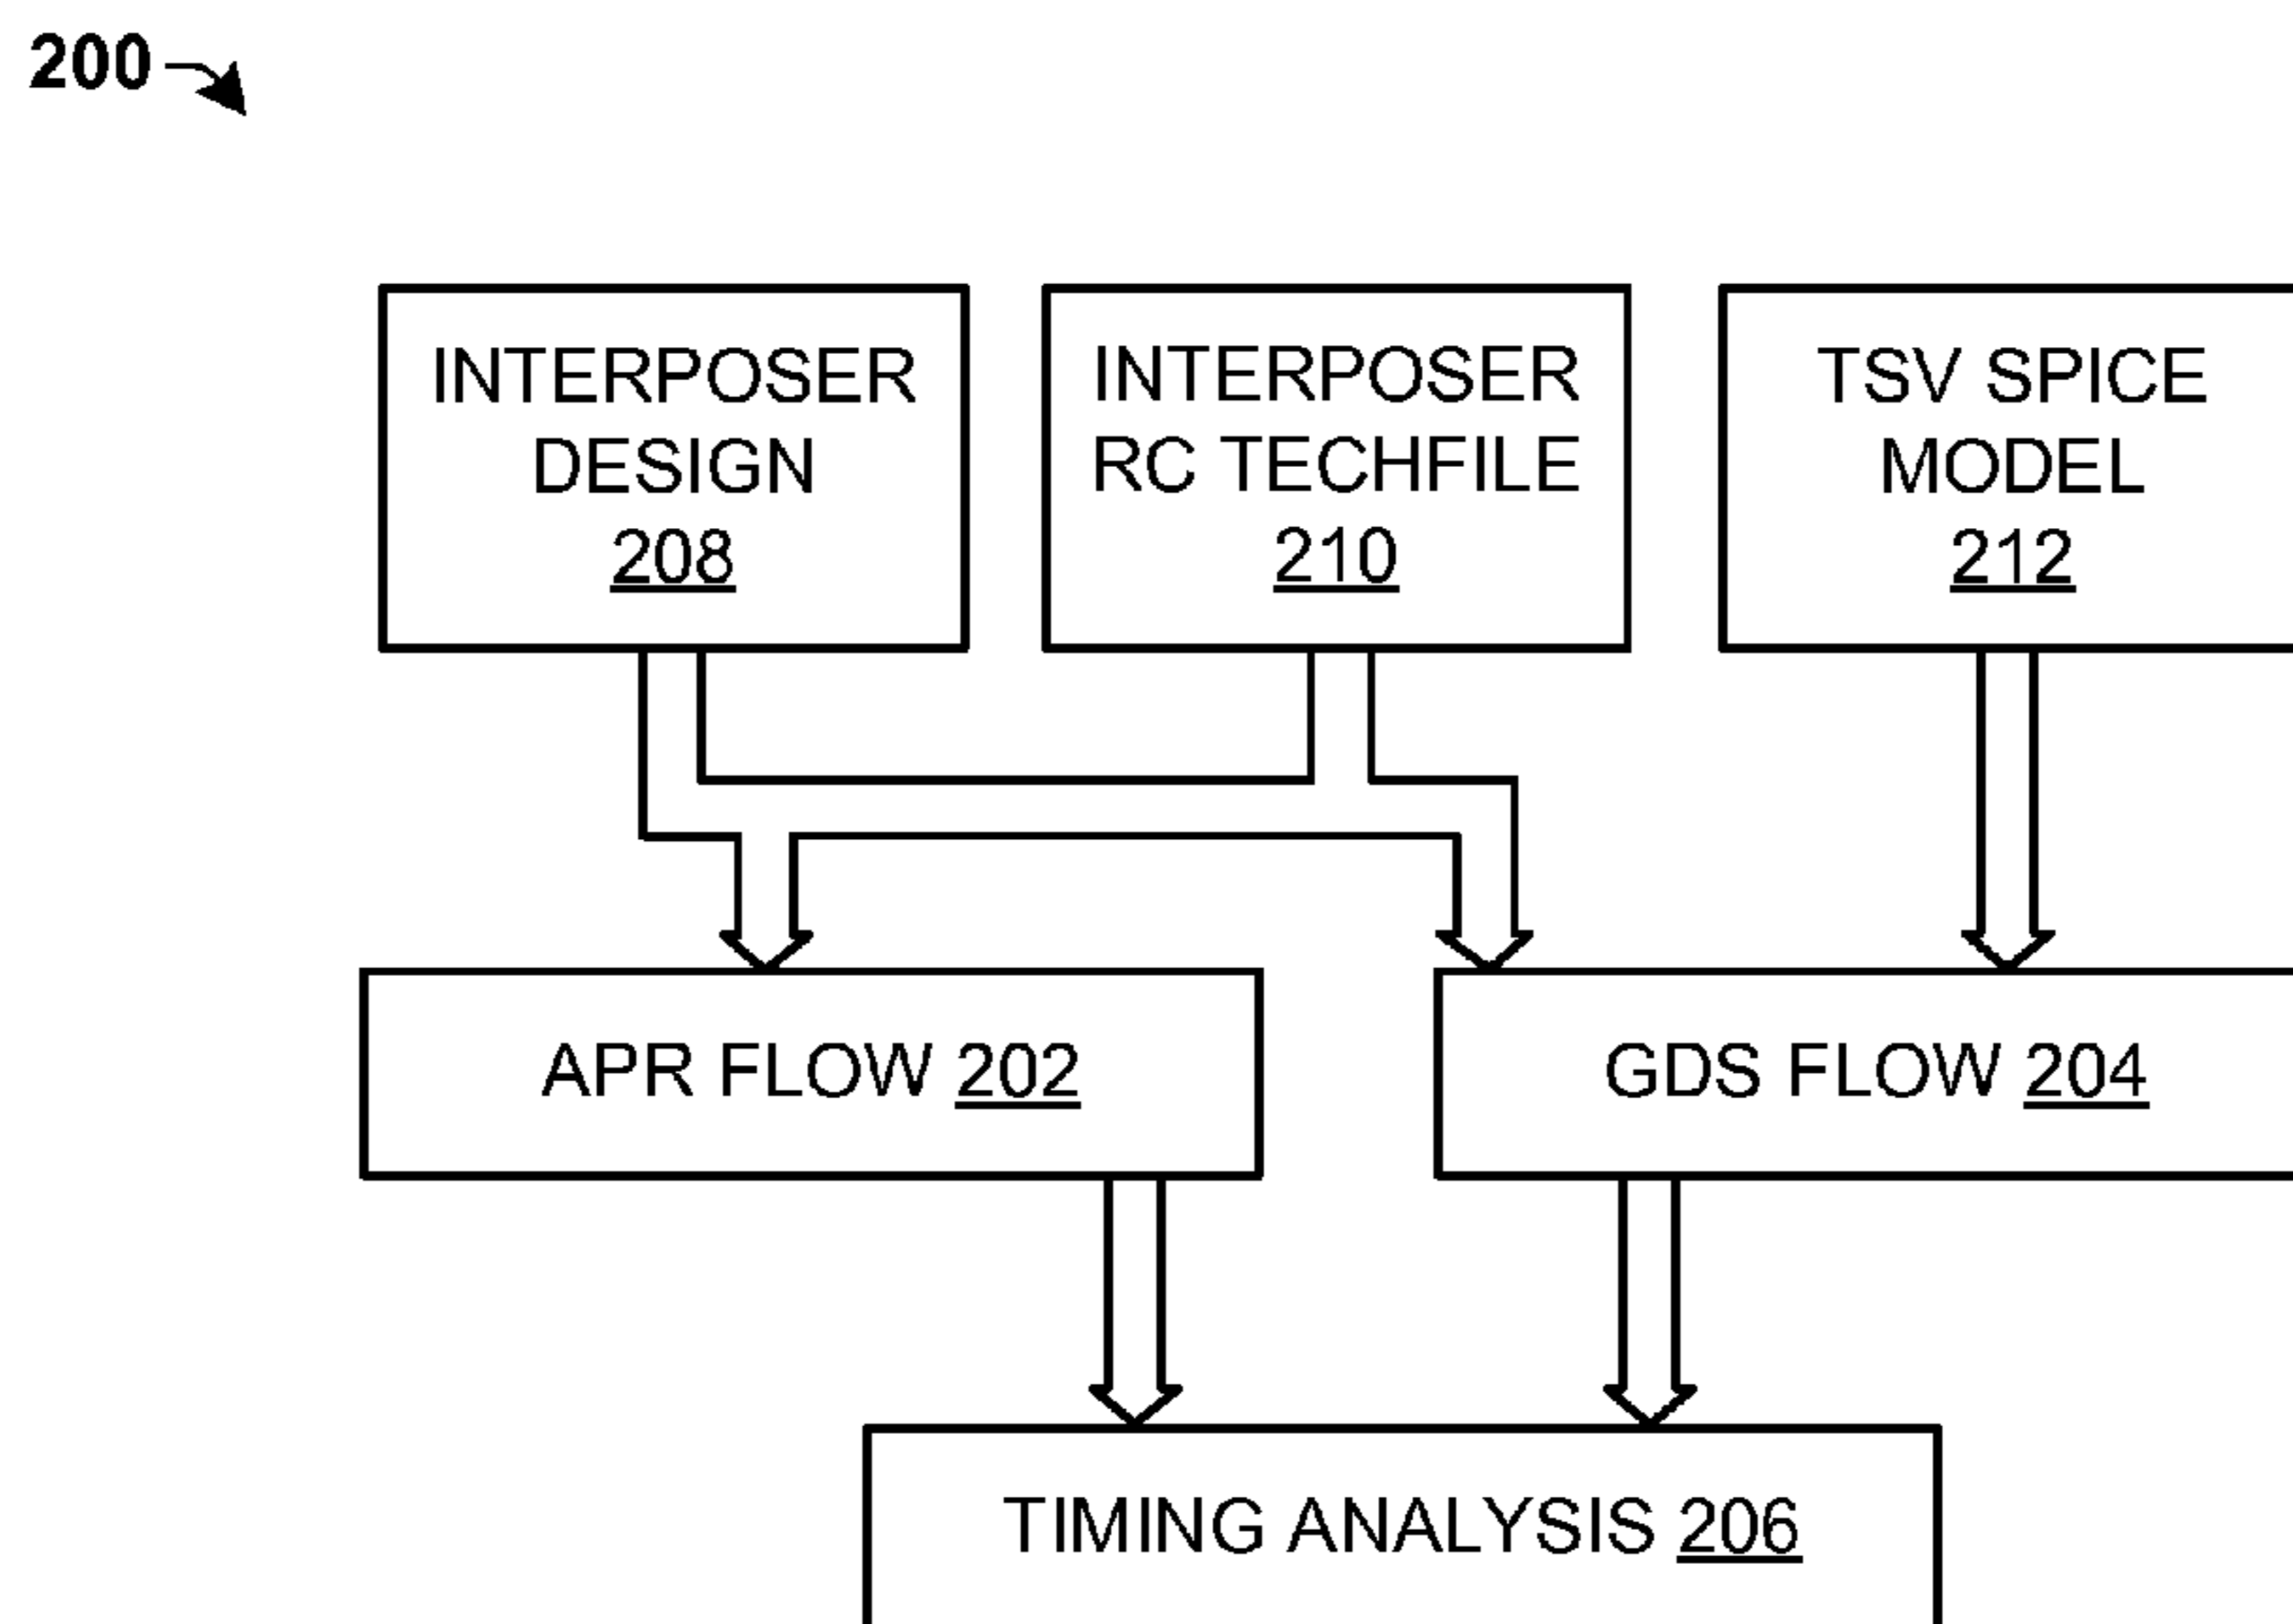 200
INTERPOSER
DESIGN
208
INTERPOSER
RC TECHFILE
210
TSV SPICE
MODEL
212
APR FLOW 202
GDS FLOW 204
TIMING ANALYSIS 206